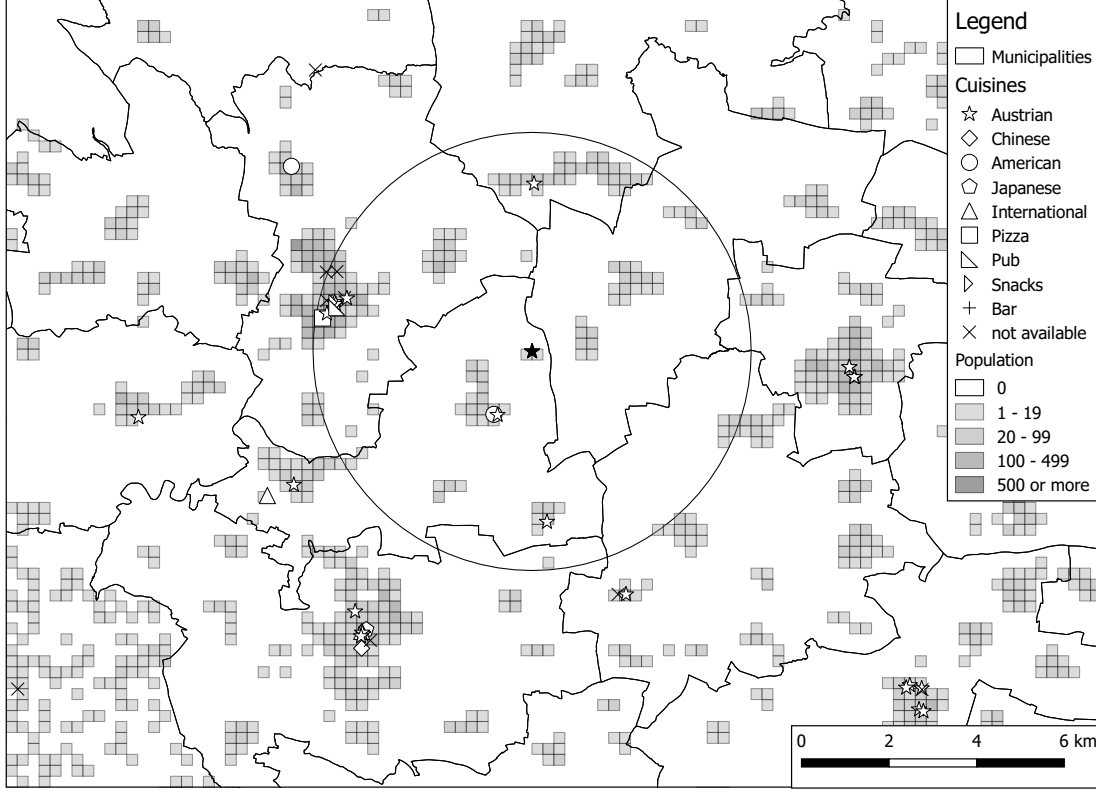 Legend
Municipalities
Cuisines
Austrian
Chinese
American
Japanese
International
Pizza
Pub
Snacks
Bar
not available
Population
0
1 - 19
20 - 99
100 - 499
500 or more
0 2 4 6 km